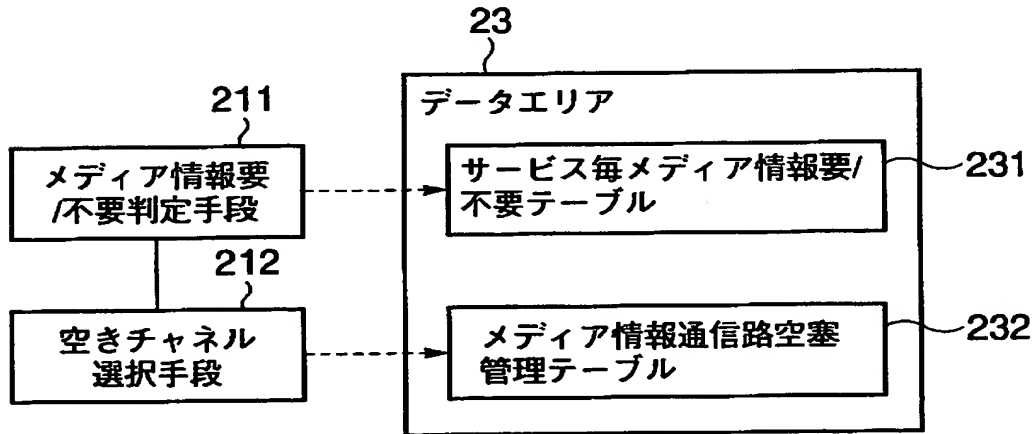 23
データエリア
211
メディア情報要
/不要判定手段
サービス毎メディア情報要/
不要テーブル
231
212
空きチャネル
選択手段
メディア情報通信路空塞
管理テーブル
232